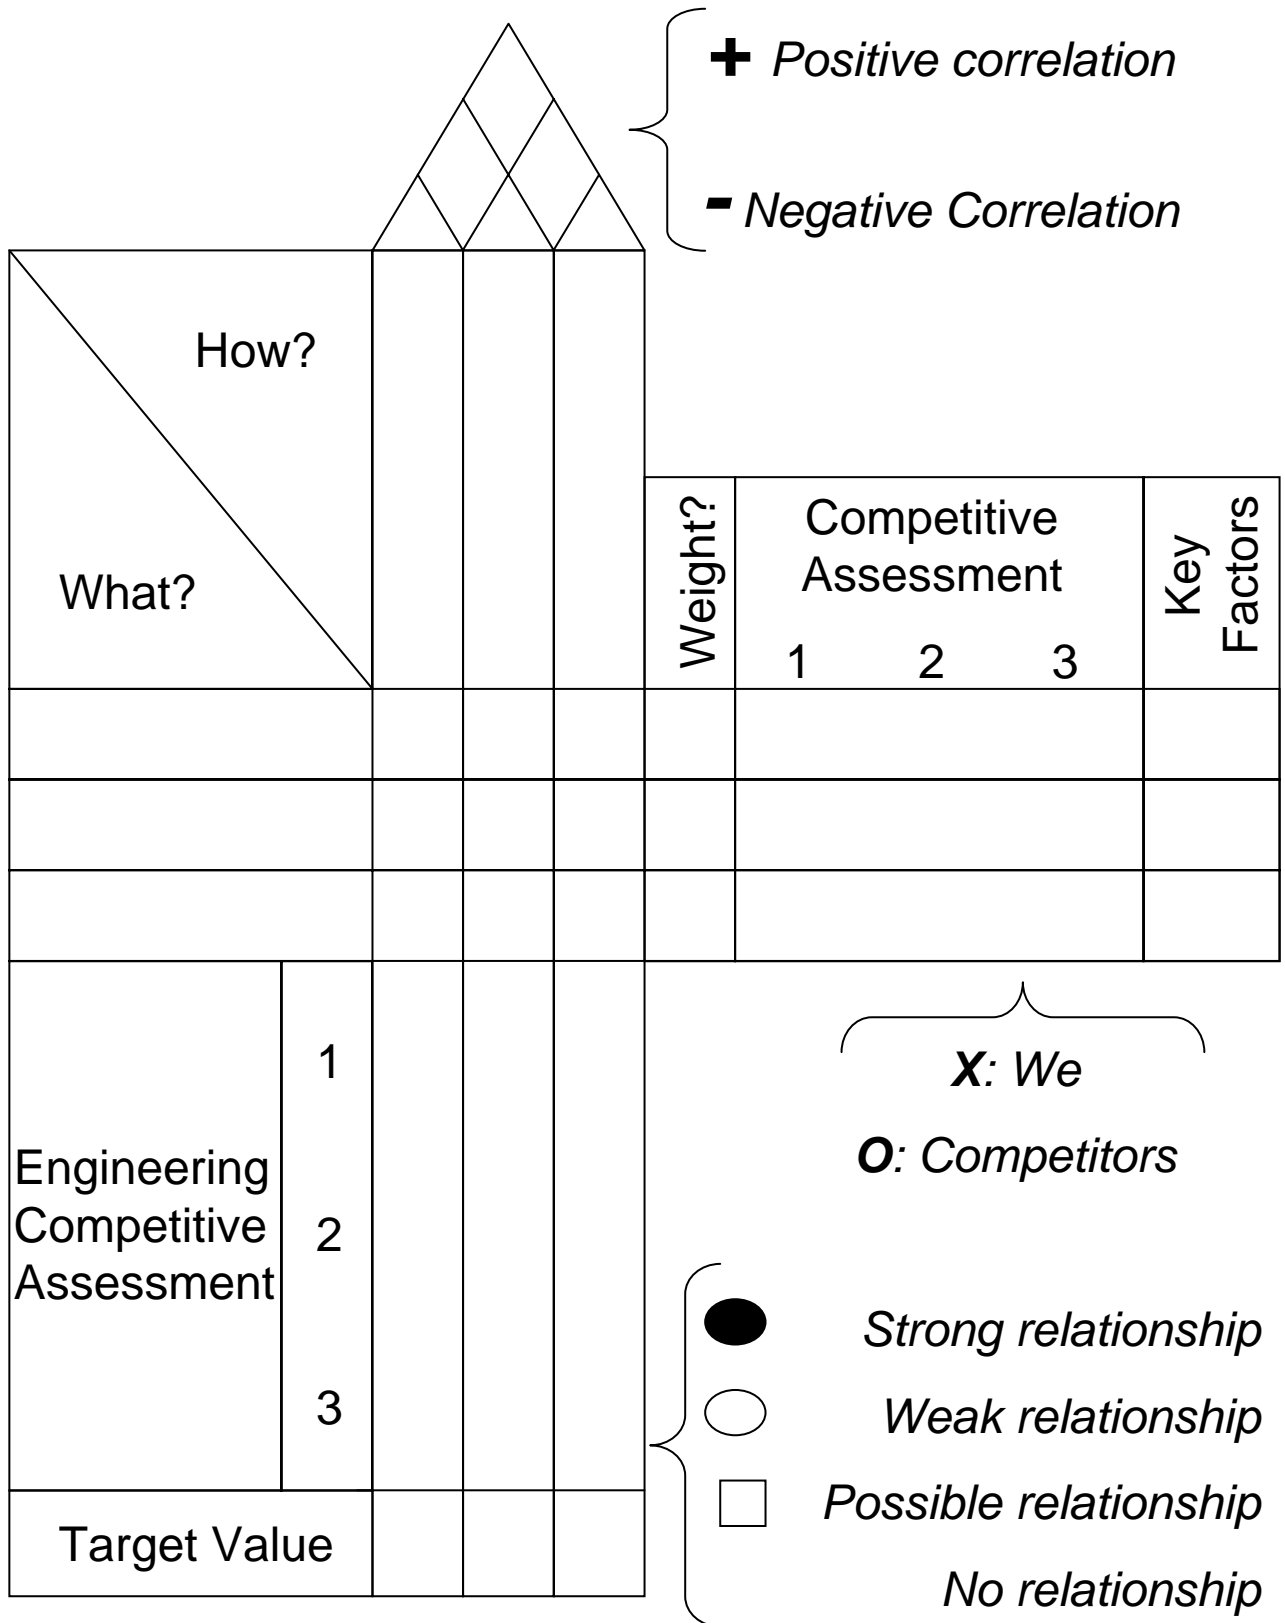 + Positive correlation
- Negative Correlation
How?
What?
Weight?
Competitive
Assessment
1 2 3
Key
Factors
X: We
O: Competitors
Engineering
Competitive
Assessment
1
2
3
Target Value
Strong relationship
Weak relationship
Possible relationship
No relationship